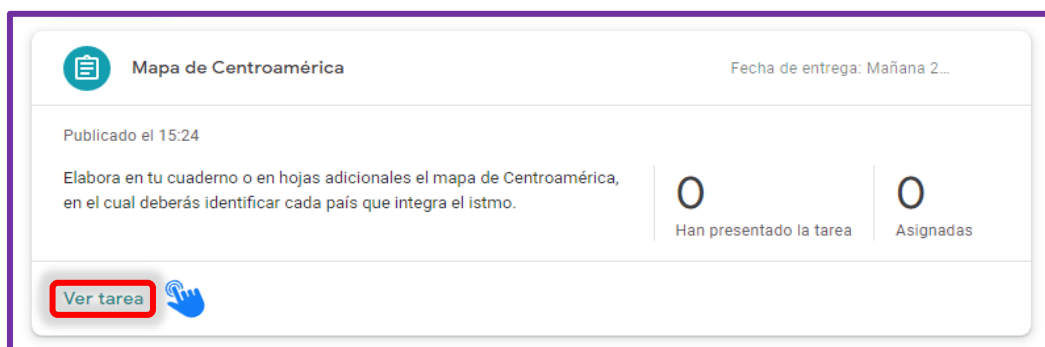 Mapa de Centroamérica
Fecha de entrega: Mañana 2...
Publicado el 15:24
Elabora en tu cuaderno o en hojas adicionales el mapa de Centroamérica,
en el cual deberás identificar cada país que integra el istmo.
0
Han presentado la tarea
0
Asignadas
Ver tarea